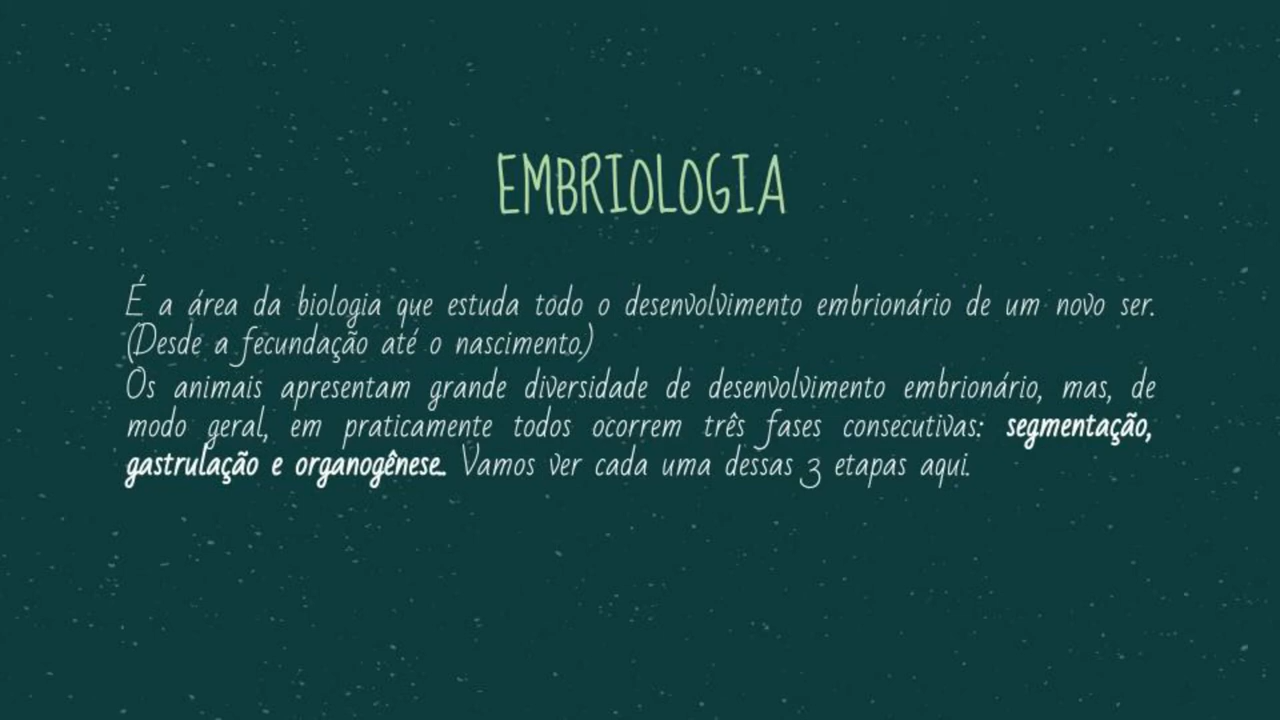 EMBRIOLOGIA
É a área da biologia que estuda todo o desenvolvimento embrionário de um novo ser.
(Desde a fecundação até o nascimento.)
Os animais apresentam grande diversidade de desenvolvimento embrionário, mas, de
modo geral, em praticamente todos ocorrem três fases consecutivas: segmentação,
gastrulação e organogênese. Vamos ver cada uma dessas 3 etapas aqui.